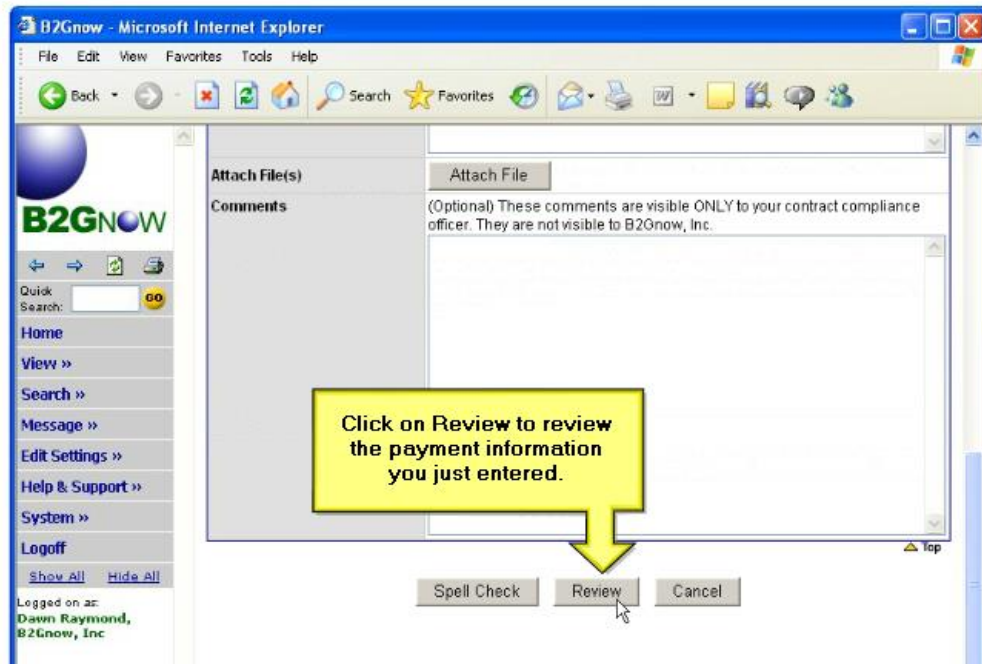 B2Gnow - Microsoft Internet Explorer
File Edit View Favorites Tools Help
Back Search Favorites
B2GNOW
Quick
Search: GO
Home
View »
Search »
Message »
Edit Settings »
Help & Support »
System »
Logoff
Show All Hide All
Logged on as:
Dawn Raymond,
B2Gnow, Inc
Attach File(s) Attach File
Comments (Optional) These comments are visible ONLY to your contract compliance
officer. They are not visible to B2Gnow, Inc.
Click on Review to review
the payment information
you just entered.
Top
Spell Check Review Cancel